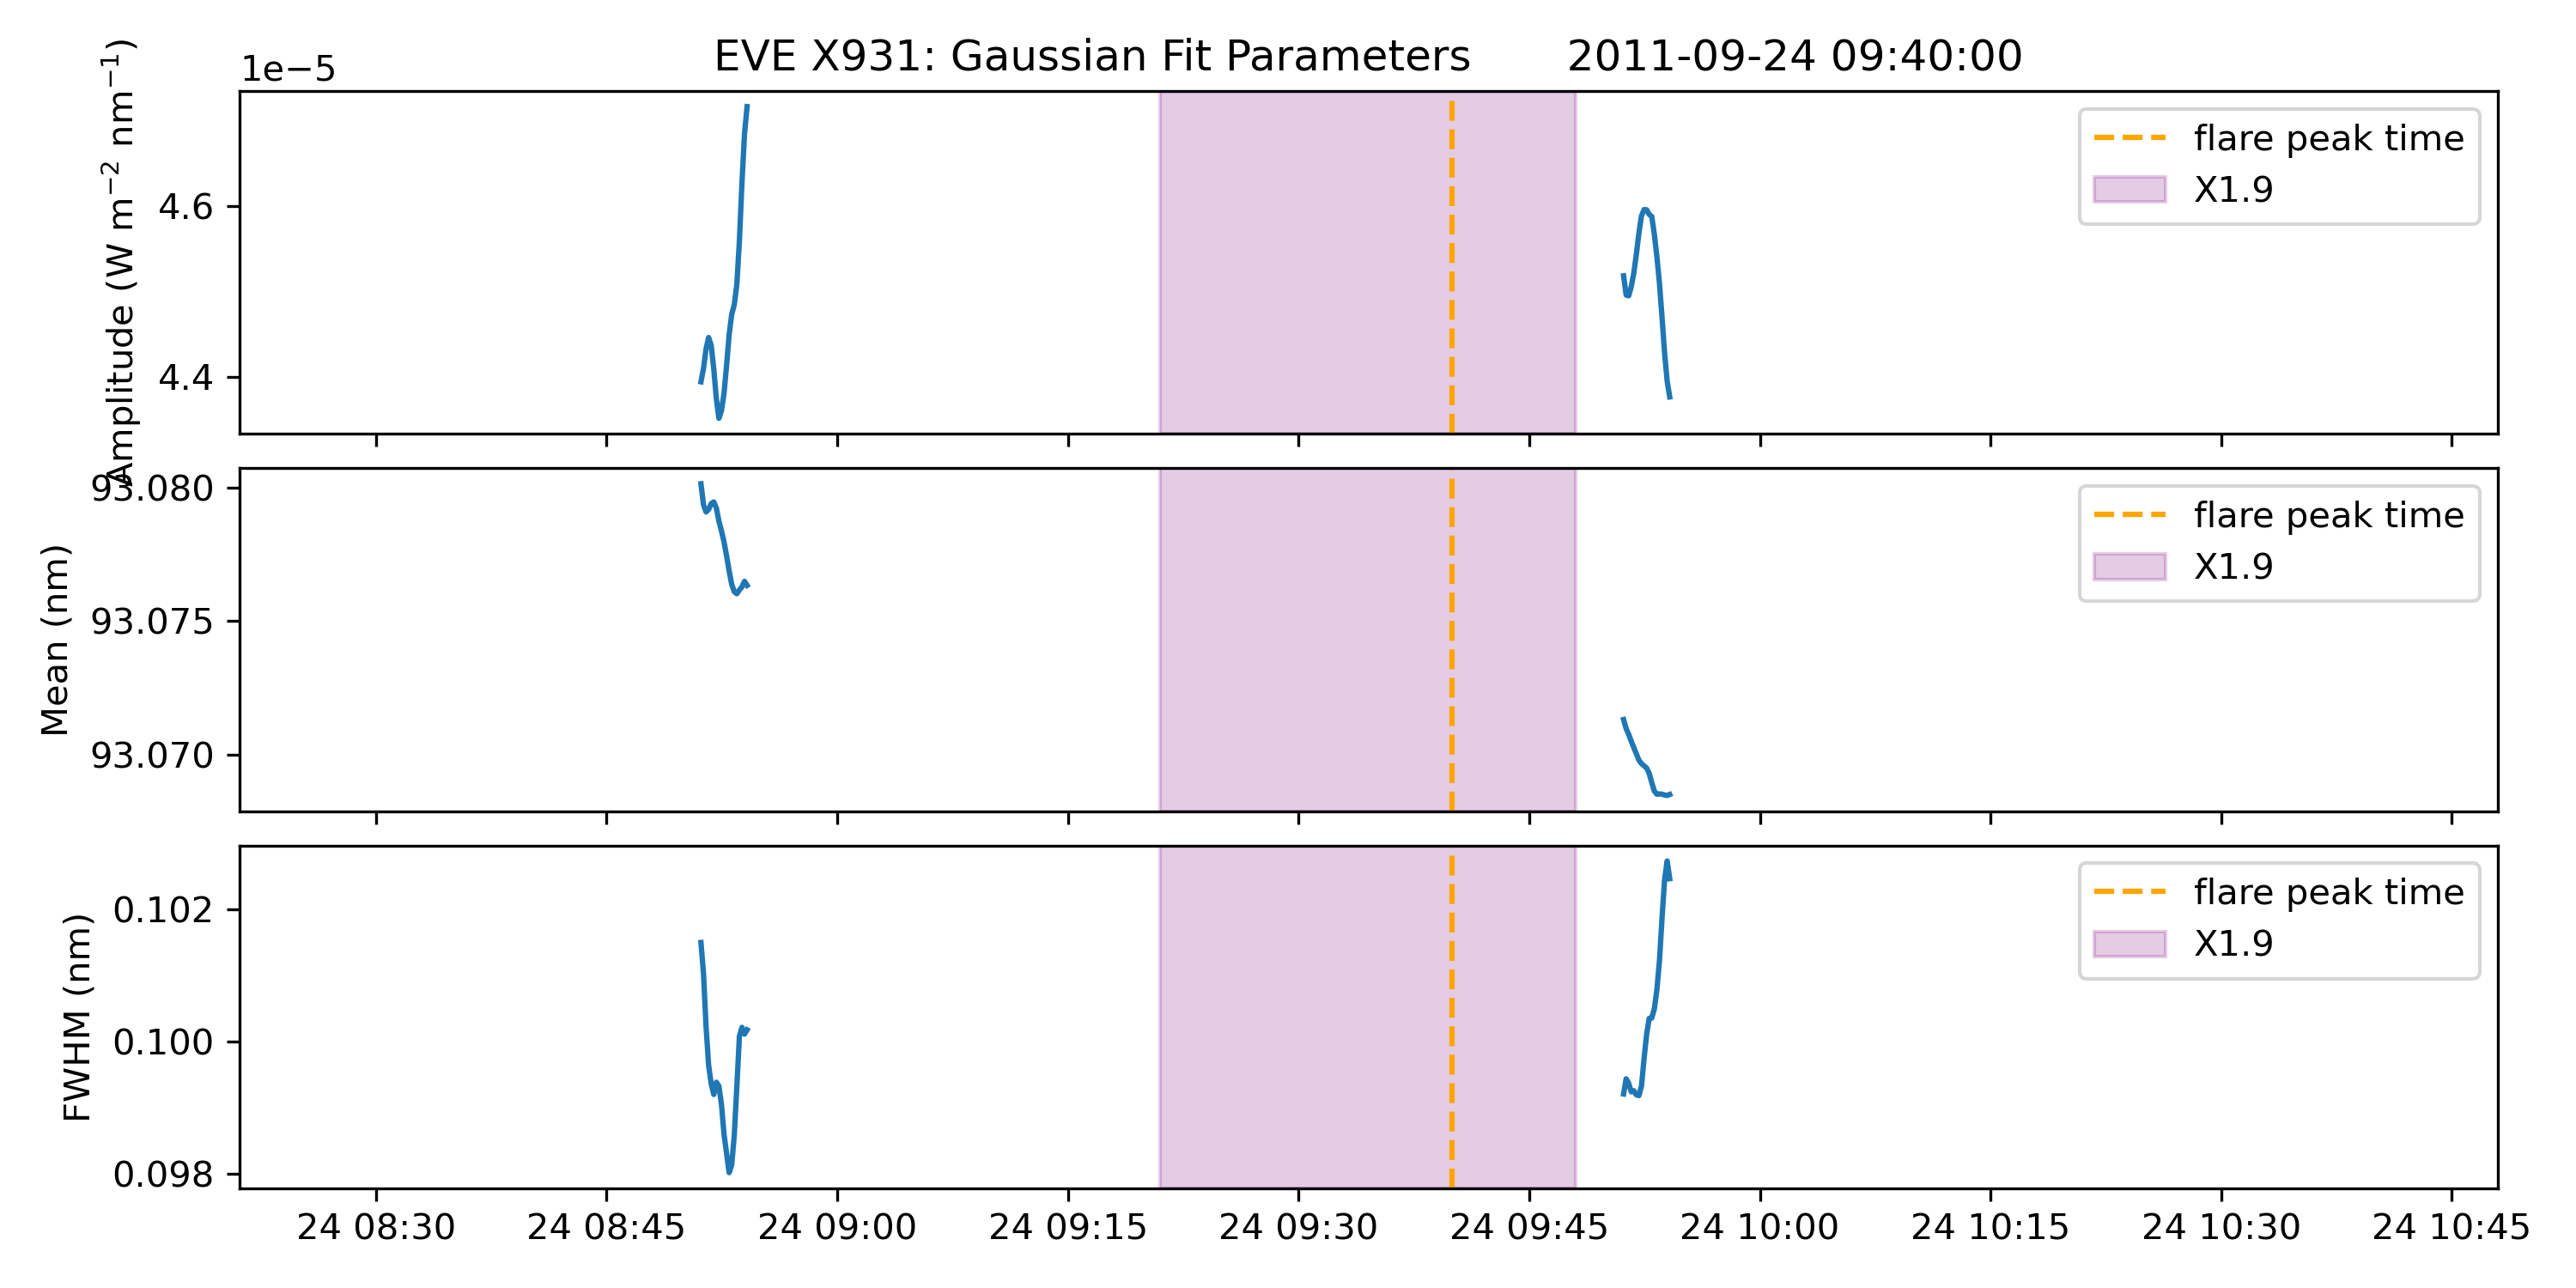 EVE X931: Gaussian Fit Parameters 2011-09-24 09:40:00
1e−5
Amplitude (W m⁻² nm⁻¹)
4.6
4.4
flare peak time
X1.9
Mean (nm)
93.080
93.075
93.070
flare peak time
X1.9
FWHM (nm)
0.102
0.100
0.098
flare peak time
X1.9
24 08:30 24 08:45 24 09:00 24 09:15 24 09:30 24 09:45 24 10:00 24 10:15 24 10:30 24 10:45